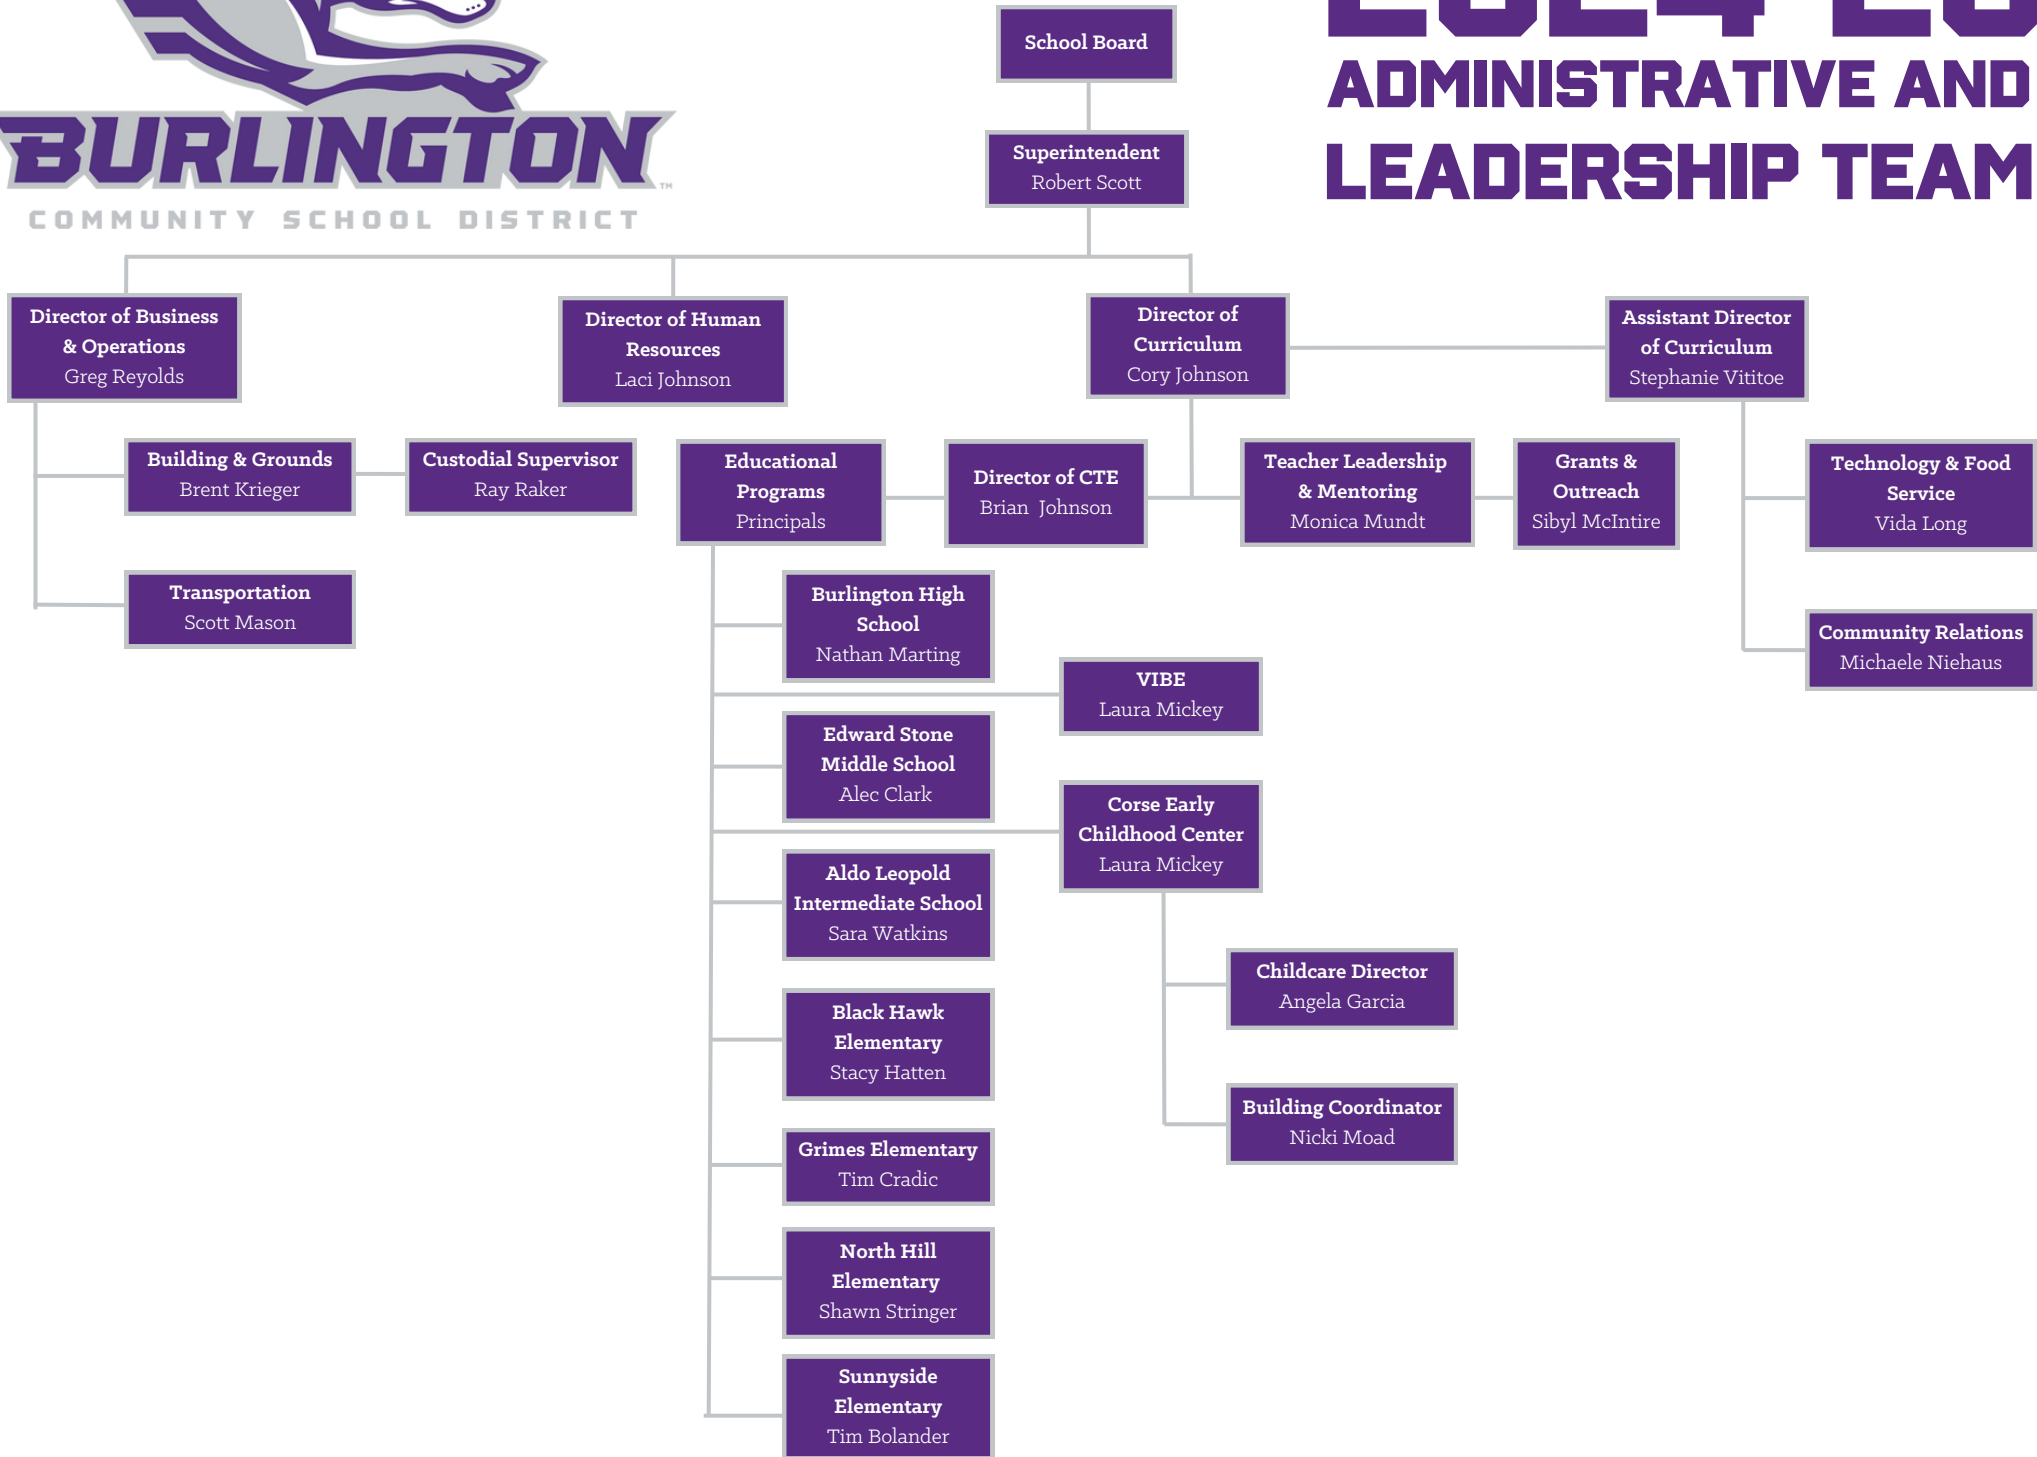 BURLINGTON
TM
COMMUNITY SCHOOL DISTRICT
ADMINISTRATIVE AND
LEADERSHIP TEAM
School Board
Superintendent
Robert Scott
Director of Business
& Operations
Greg Reyolds
Director of Human
Resources
Laci Johnson
Director of
Curriculum
Cory Johnson
Assistant Director
of Curriculum
Stephanie Vititoe
Building & Grounds
Brent Krieger
Custodial Supervisor
Ray Raker
Transportation
Scott Mason
Educational
Programs
Principals
Director of CTE
Brian Johnson
Teacher Leadership
& Mentoring
Monica Mundt
Grants &
Outreach
Sibyl McIntire
Technology & Food
Service
Vida Long
Community Relations
Michaele Niehaus
Burlington High
School
Nathan Marting
VIBE
Laura Mickey
Edward Stone
Middle School
Alec Clark
Corse Early
Childhood Center
Laura Mickey
Aldo Leopold
Intermediate School
Sara Watkins
Childcare Director
Angela Garcia
Black Hawk
Elementary
Stacy Hatten
Building Coordinator
Nicki Moad
Grimes Elementary
Tim Cradic
North Hill
Elementary
Shawn Stringer
Sunnyside
Elementary
Tim Bolander